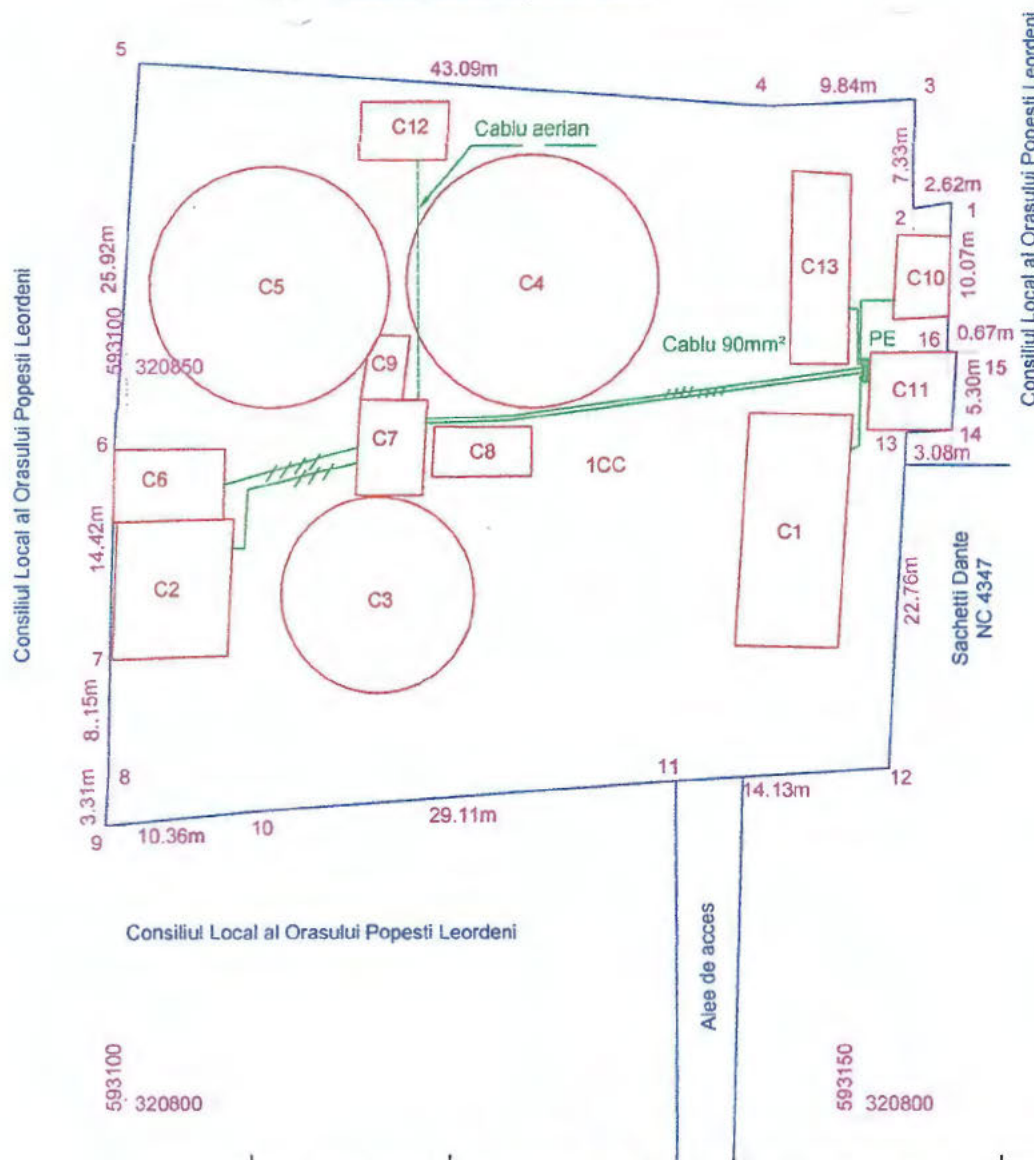 5
43.09m
4
9.84m
3
Consiliul Local al Orasului Popesti Leordeni
C12
Cablu aerian
7.33m
2.62m
2
1
C5
C4
C13
C10
10.07m
25.92m
Consiliul Local al Orasului Popesti Leordeni
593100
320850
C9
Cablu 90mm²
PE
16
0.67m
15
C11
5.30m
6
C7
C8
1CC
13
14
3.08m
C6
14.42m
C2
C3
C1
22.76m
Sachetti Dante
NC 4347
7
8..15m
8
3.31m
9
10.36m
10
29.11m
11
14.13m
12
Consiliul Local al Orasului Popesti Leordeni
Alee de acces
593100
320800
593150
320800